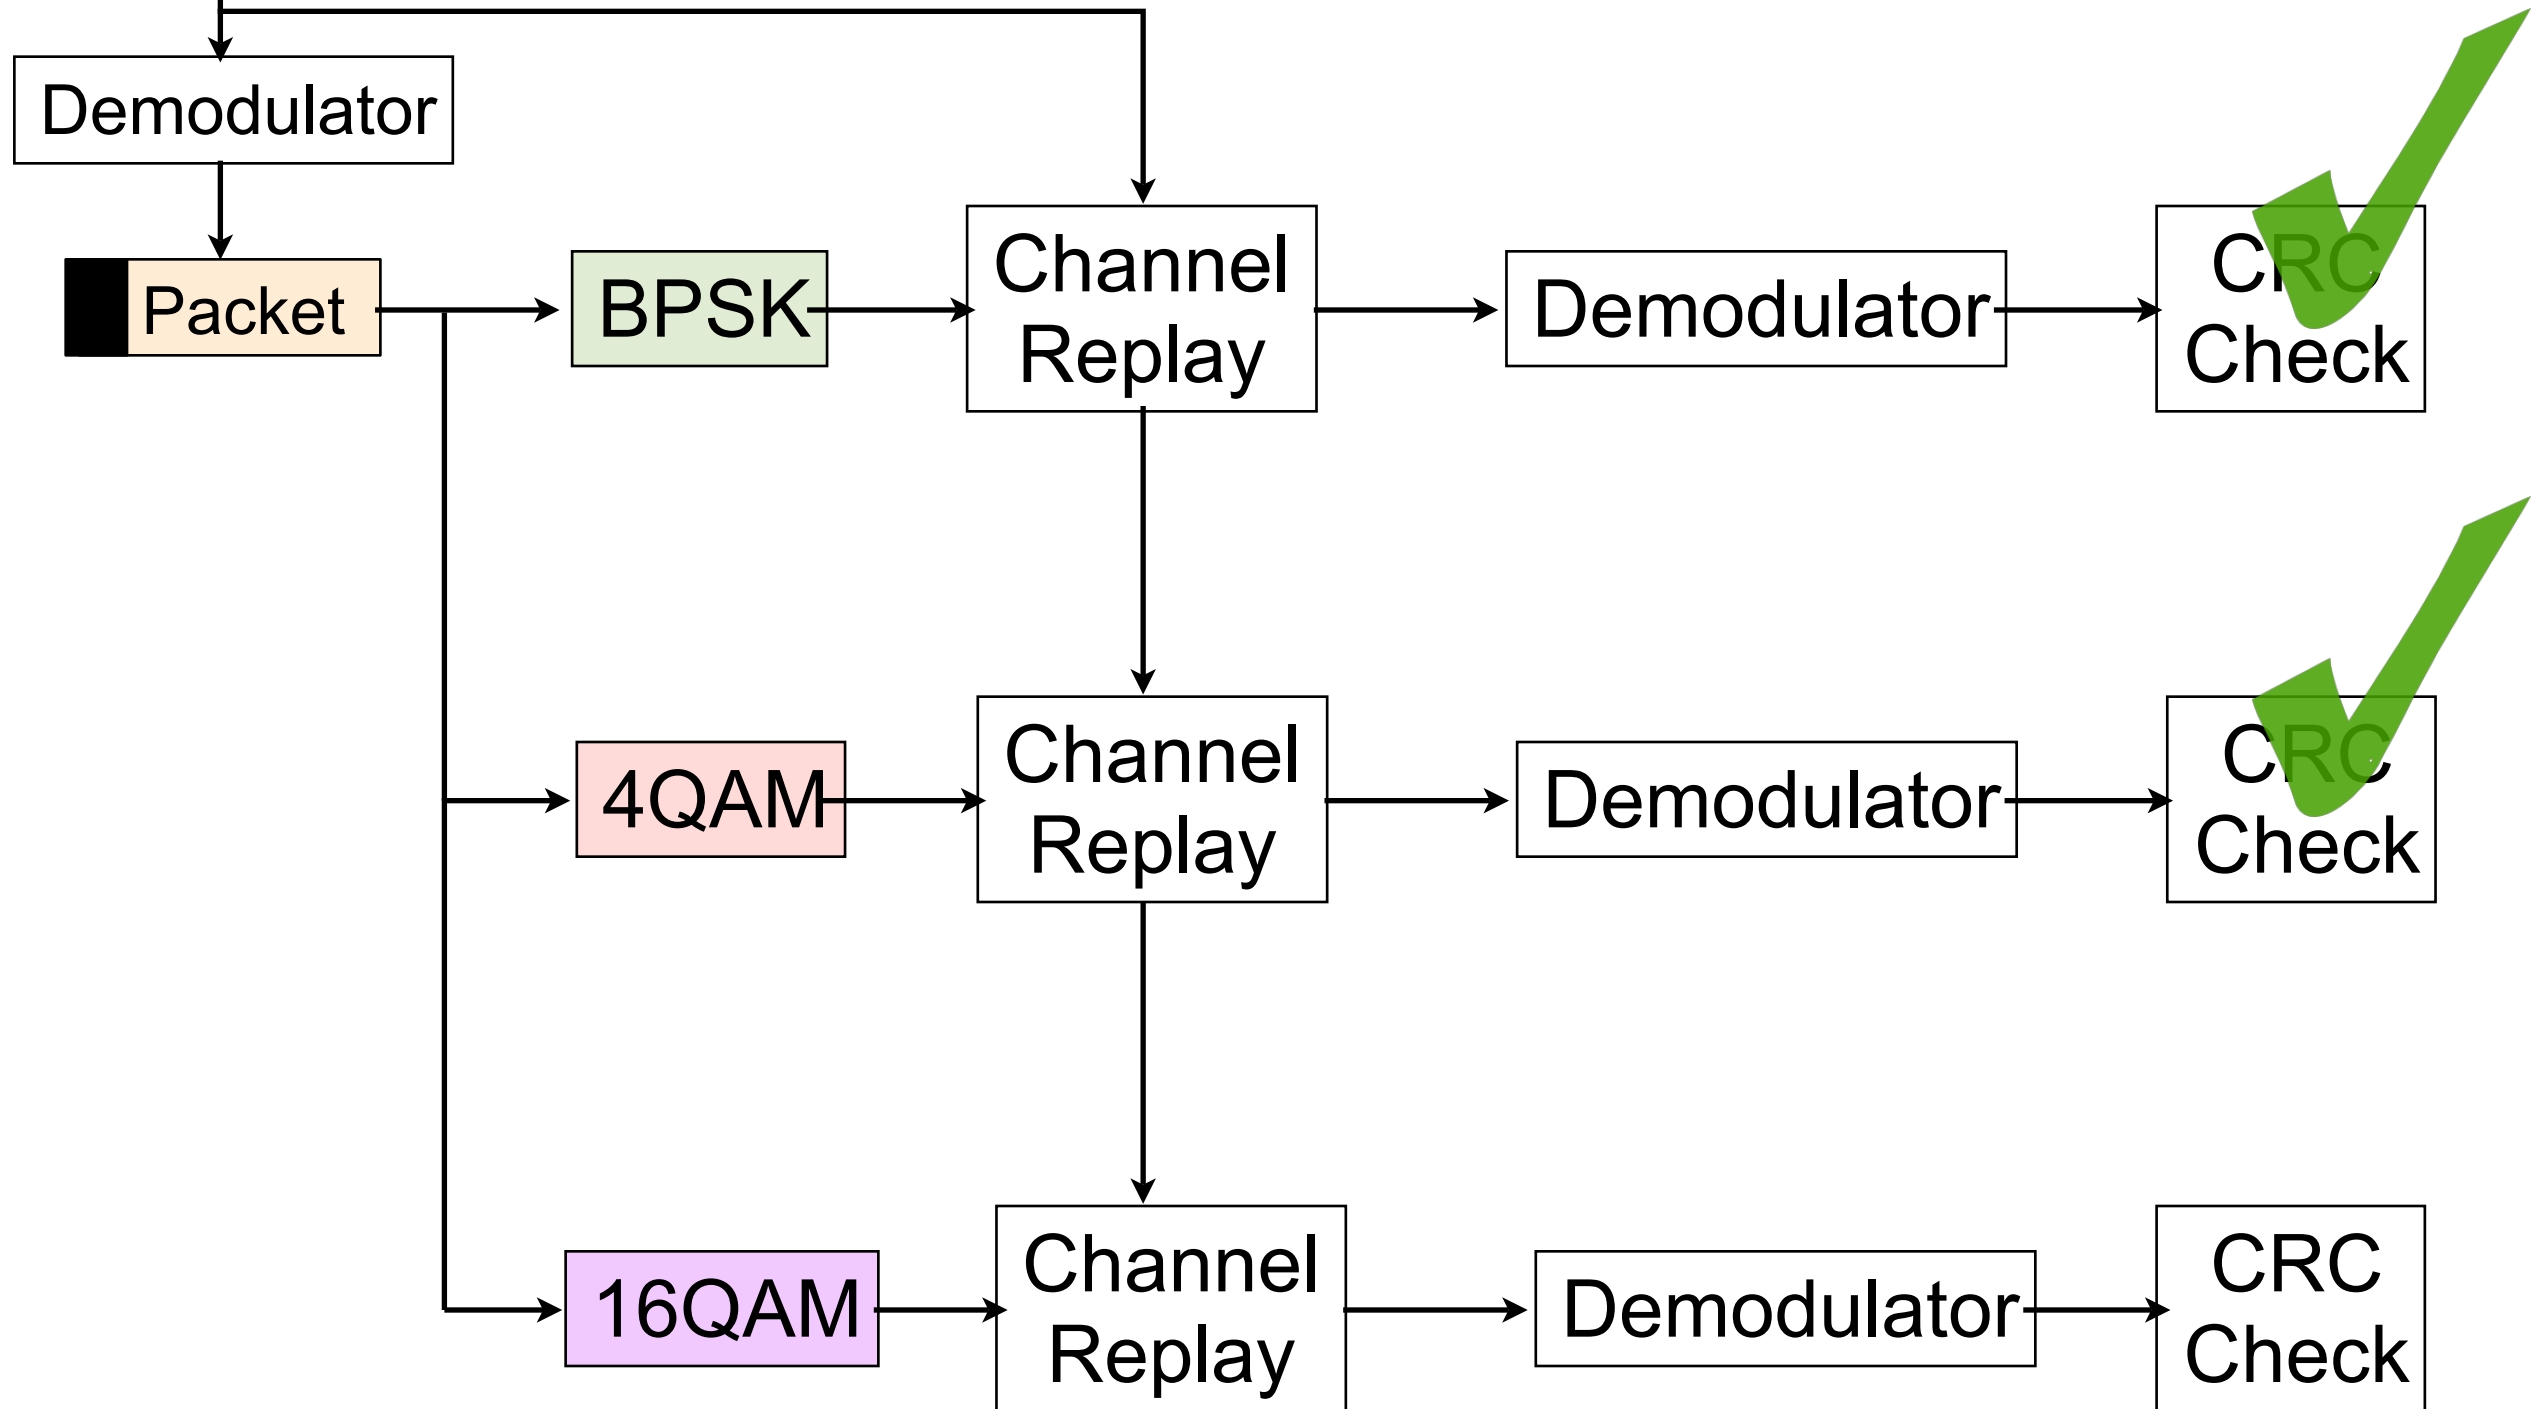 Demodulator
Packet
BPSK
Channel
Replay
Demodulator
CRC
Check
4QAM
Channel
Replay
Demodulator
CRC
Check
16QAM
Channel
Replay
Demodulator
CRC
Check